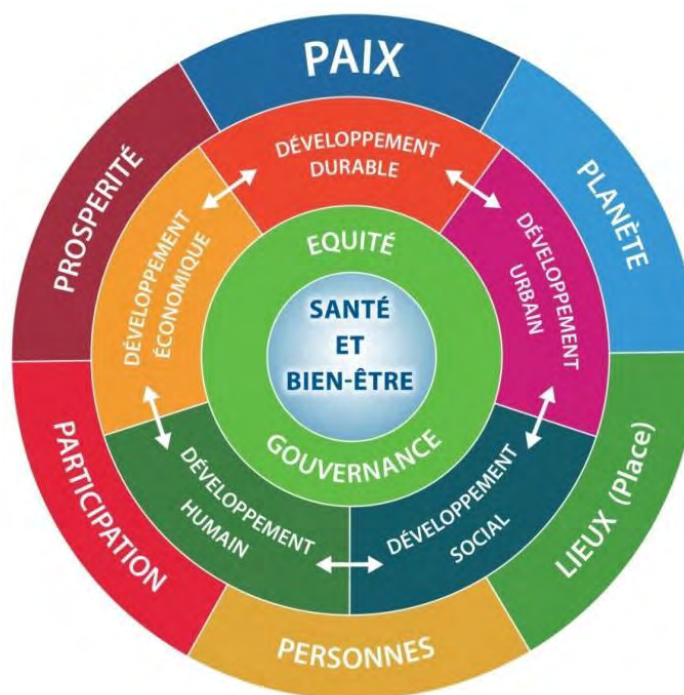 PAIX
PLANÈTE
LIEUX (Place)
PERSONNES
PARTICIPATION
PROSPERITÉ
DÉVELOPPEMENT
DURABLE
DÉVELOPPEMENT
URBAIN
DÉVELOPPEMENT
SOCIAL
DÉVELOPPEMENT
HUMAIN
DÉVELOPPEMENT
ÉCONOMIQUE
EQUITÉ
GOUVERNANCE
SANTÉ
ET
BIEN-ÊTRE